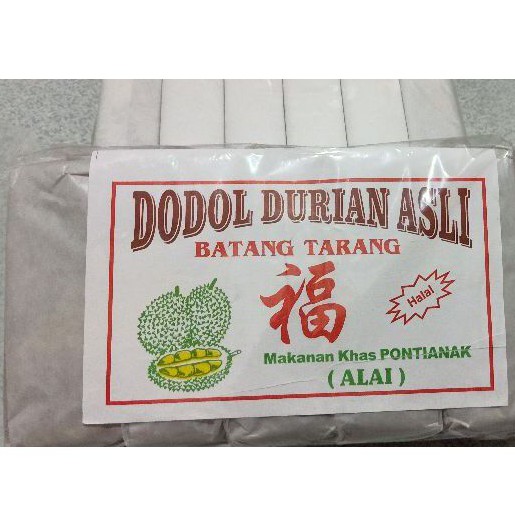 DODOL DURIAN ASLI
BATANG TARANG
福
Halal
Makanan Khas PONTIANAK
( ALAI )